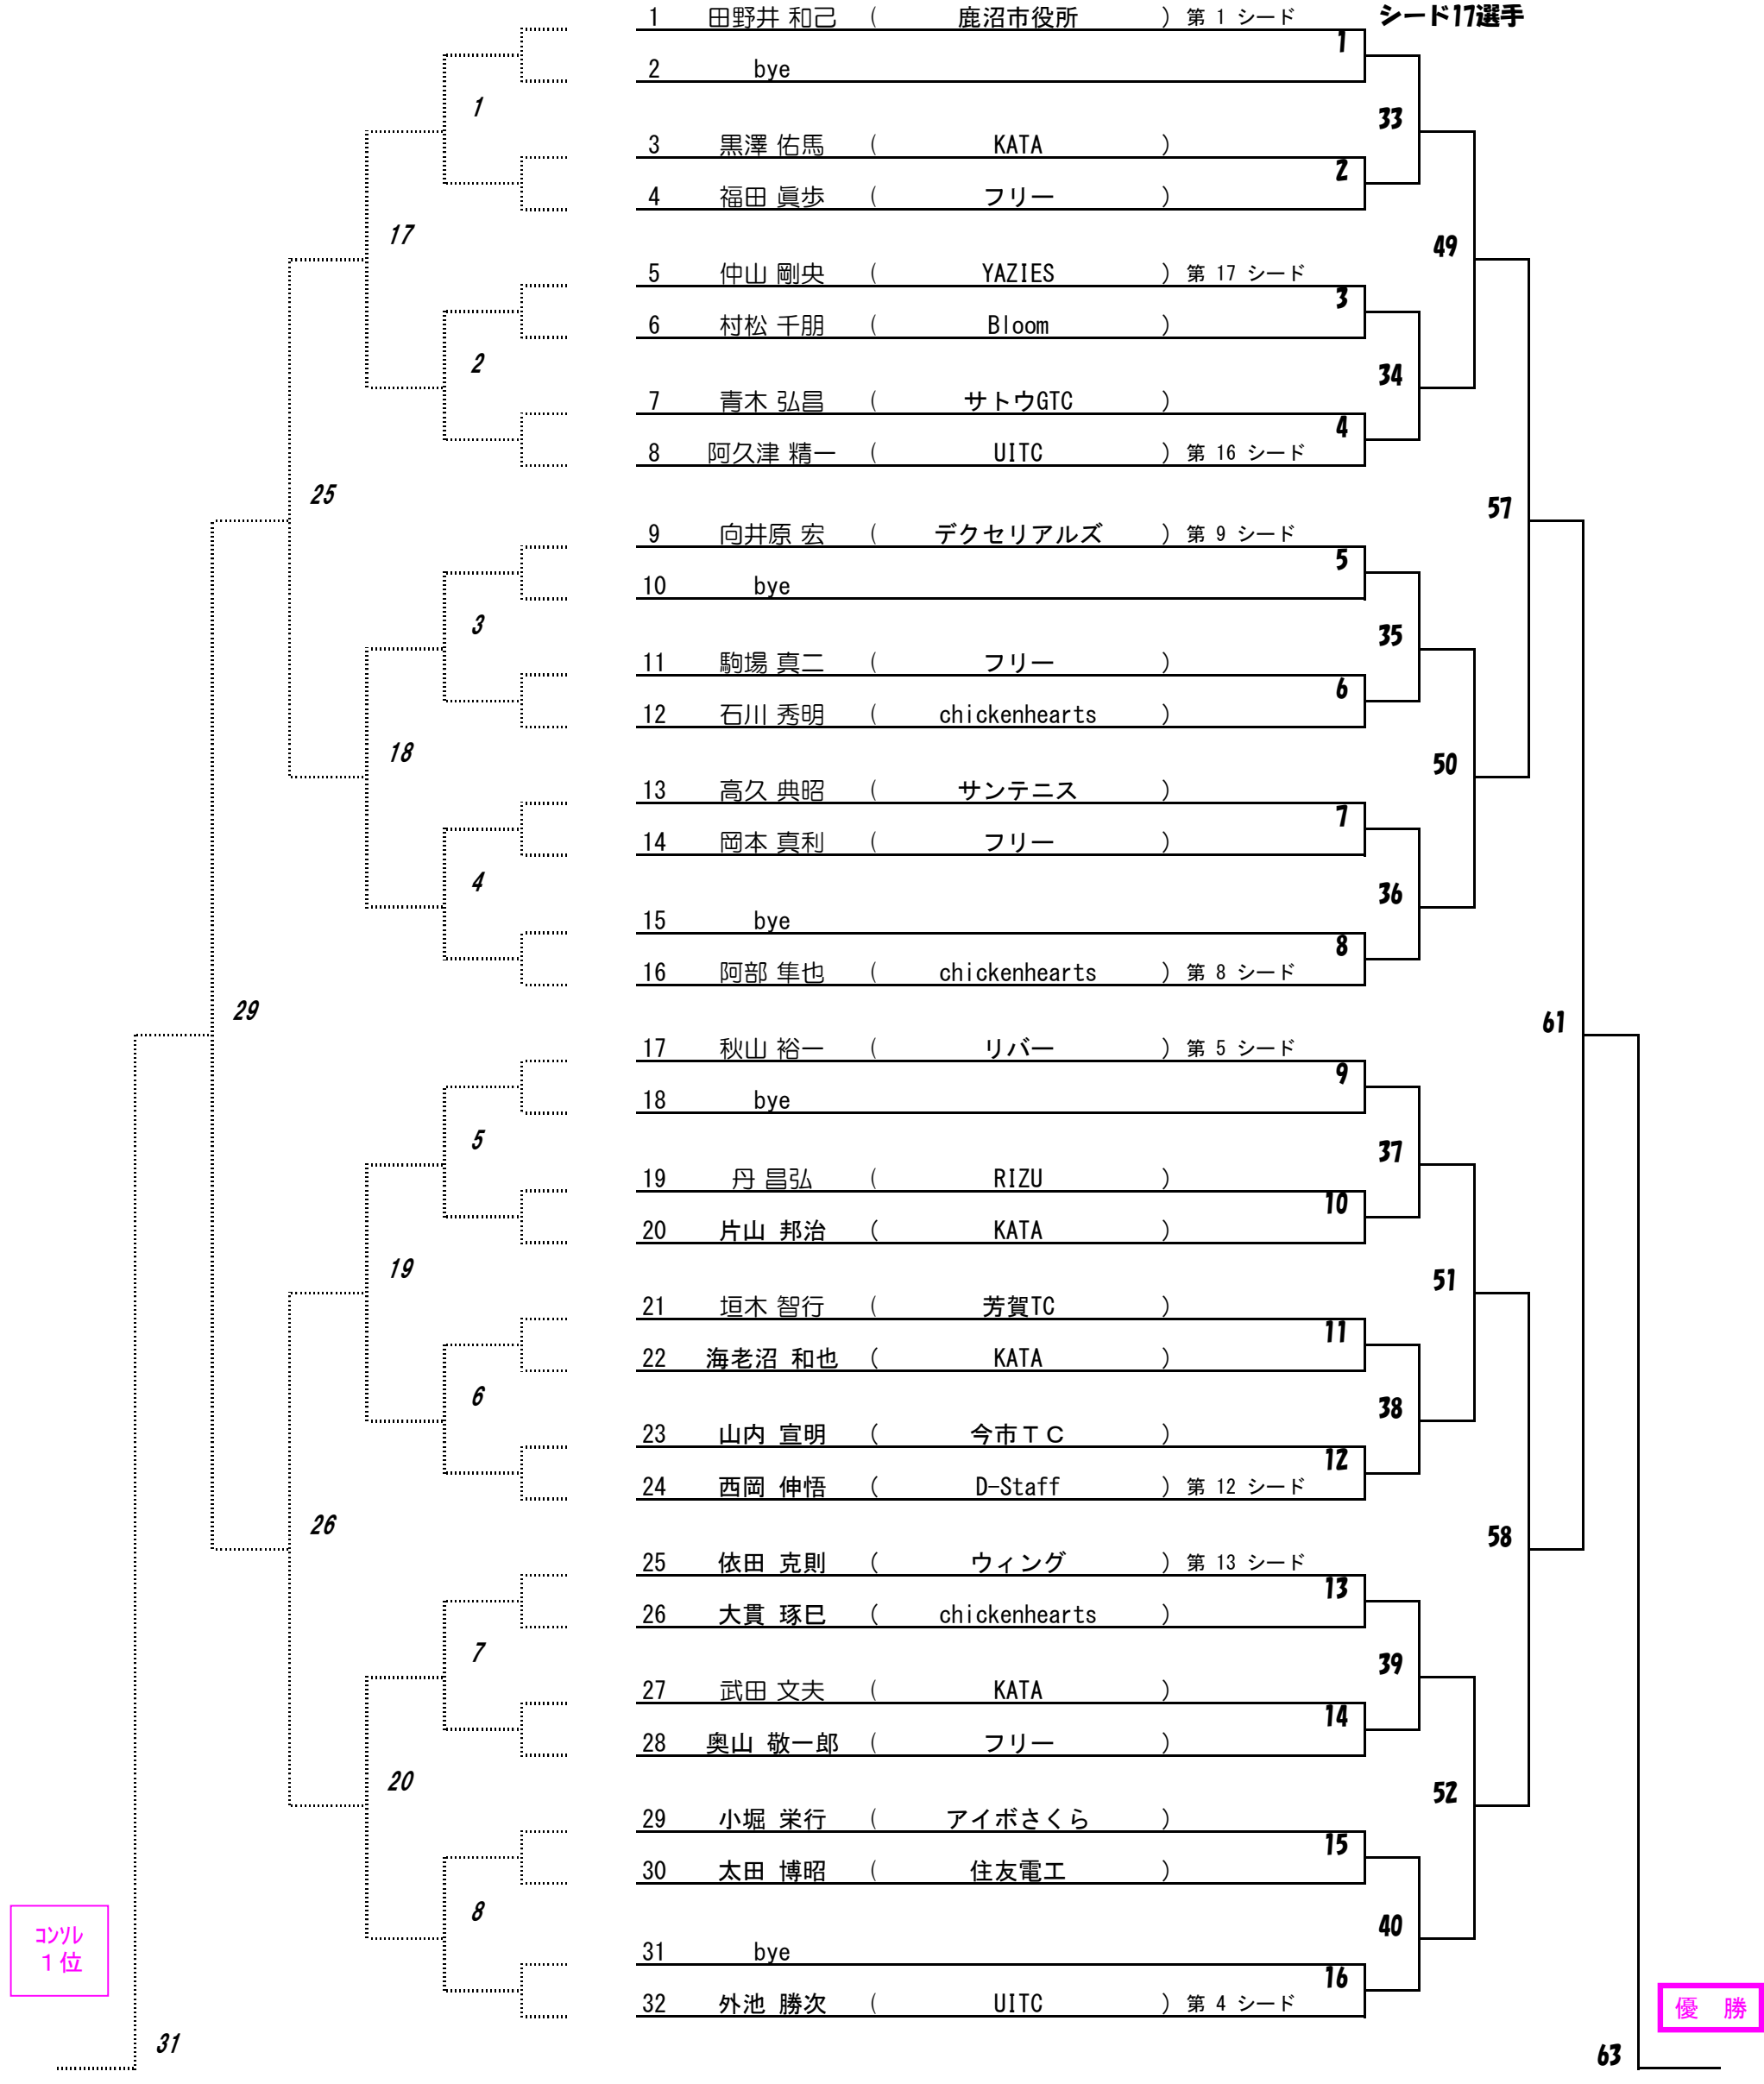 シード17選手
1 田野井 和己 ( 鹿沼市役所 ) 第 1 シード
1
2 bye
1
33
3 黒澤 佑馬 ( KATA )
2
4 福田 眞歩 ( フリー )
17
49
5 仲山 剛央 ( YAZIES ) 第 17 シード
3
6 村松 千朋 ( Bloom )
2
34
7 青木 弘昌 ( サトウGTC )
4
8 阿久津 精一 ( UITC ) 第 16 シード
25
57
9 向井原 宏 ( デクセリアルズ ) 第 9 シード
5
10 bye
3
35
11 駒場 真二 ( フリー )
6
12 石川 秀明 ( chickenhearts )
18
50
13 高久 典昭 ( サンテニス )
7
14 岡本 真利 ( フリー )
4
36
15 bye
8
16 阿部 隼也 ( chickenhearts ) 第 8 シード
29
61
17 秋山 裕一 ( リバー ) 第 5 シード
9
18 bye
5
37
19 丹 昌弘 ( RIZU )
10
20 片山 邦治 ( KATA )
19
51
21 垣木 智行 ( 芳賀TC )
11
22 海老沼 和也 ( KATA )
6
38
23 山内 宣明 ( 今市TC )
12
24 西岡 伸悟 ( D-Staff ) 第 12 シード
26
58
25 依田 克則 ( ウィング ) 第 13 シード
13
26 大貫 琢巳 ( chickenhearts )
7
39
27 武田 文夫 ( KATA )
14
28 奥山 敬一郎 ( フリー )
20
52
29 小堀 栄行 ( アイボさくら )
15
30 太田 博昭 ( 住友電工 )
8
40
コンソレ
1位
31 bye
16
32 外池 勝次 ( UITC ) 第 4 シード
優 勝
31
63